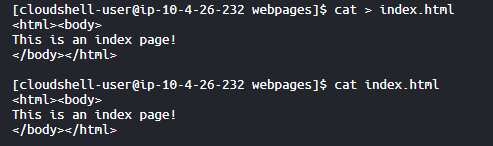 [cloudshell-user@ip-10-4-26-232 webpages]$ cat > index.html
<html><body>
This is an index page!
</body></html>
[cloudshell-user@ip-10-4-26-232 webpages]$ cat index.html
<html><body>
This is an index page!
</body></html>